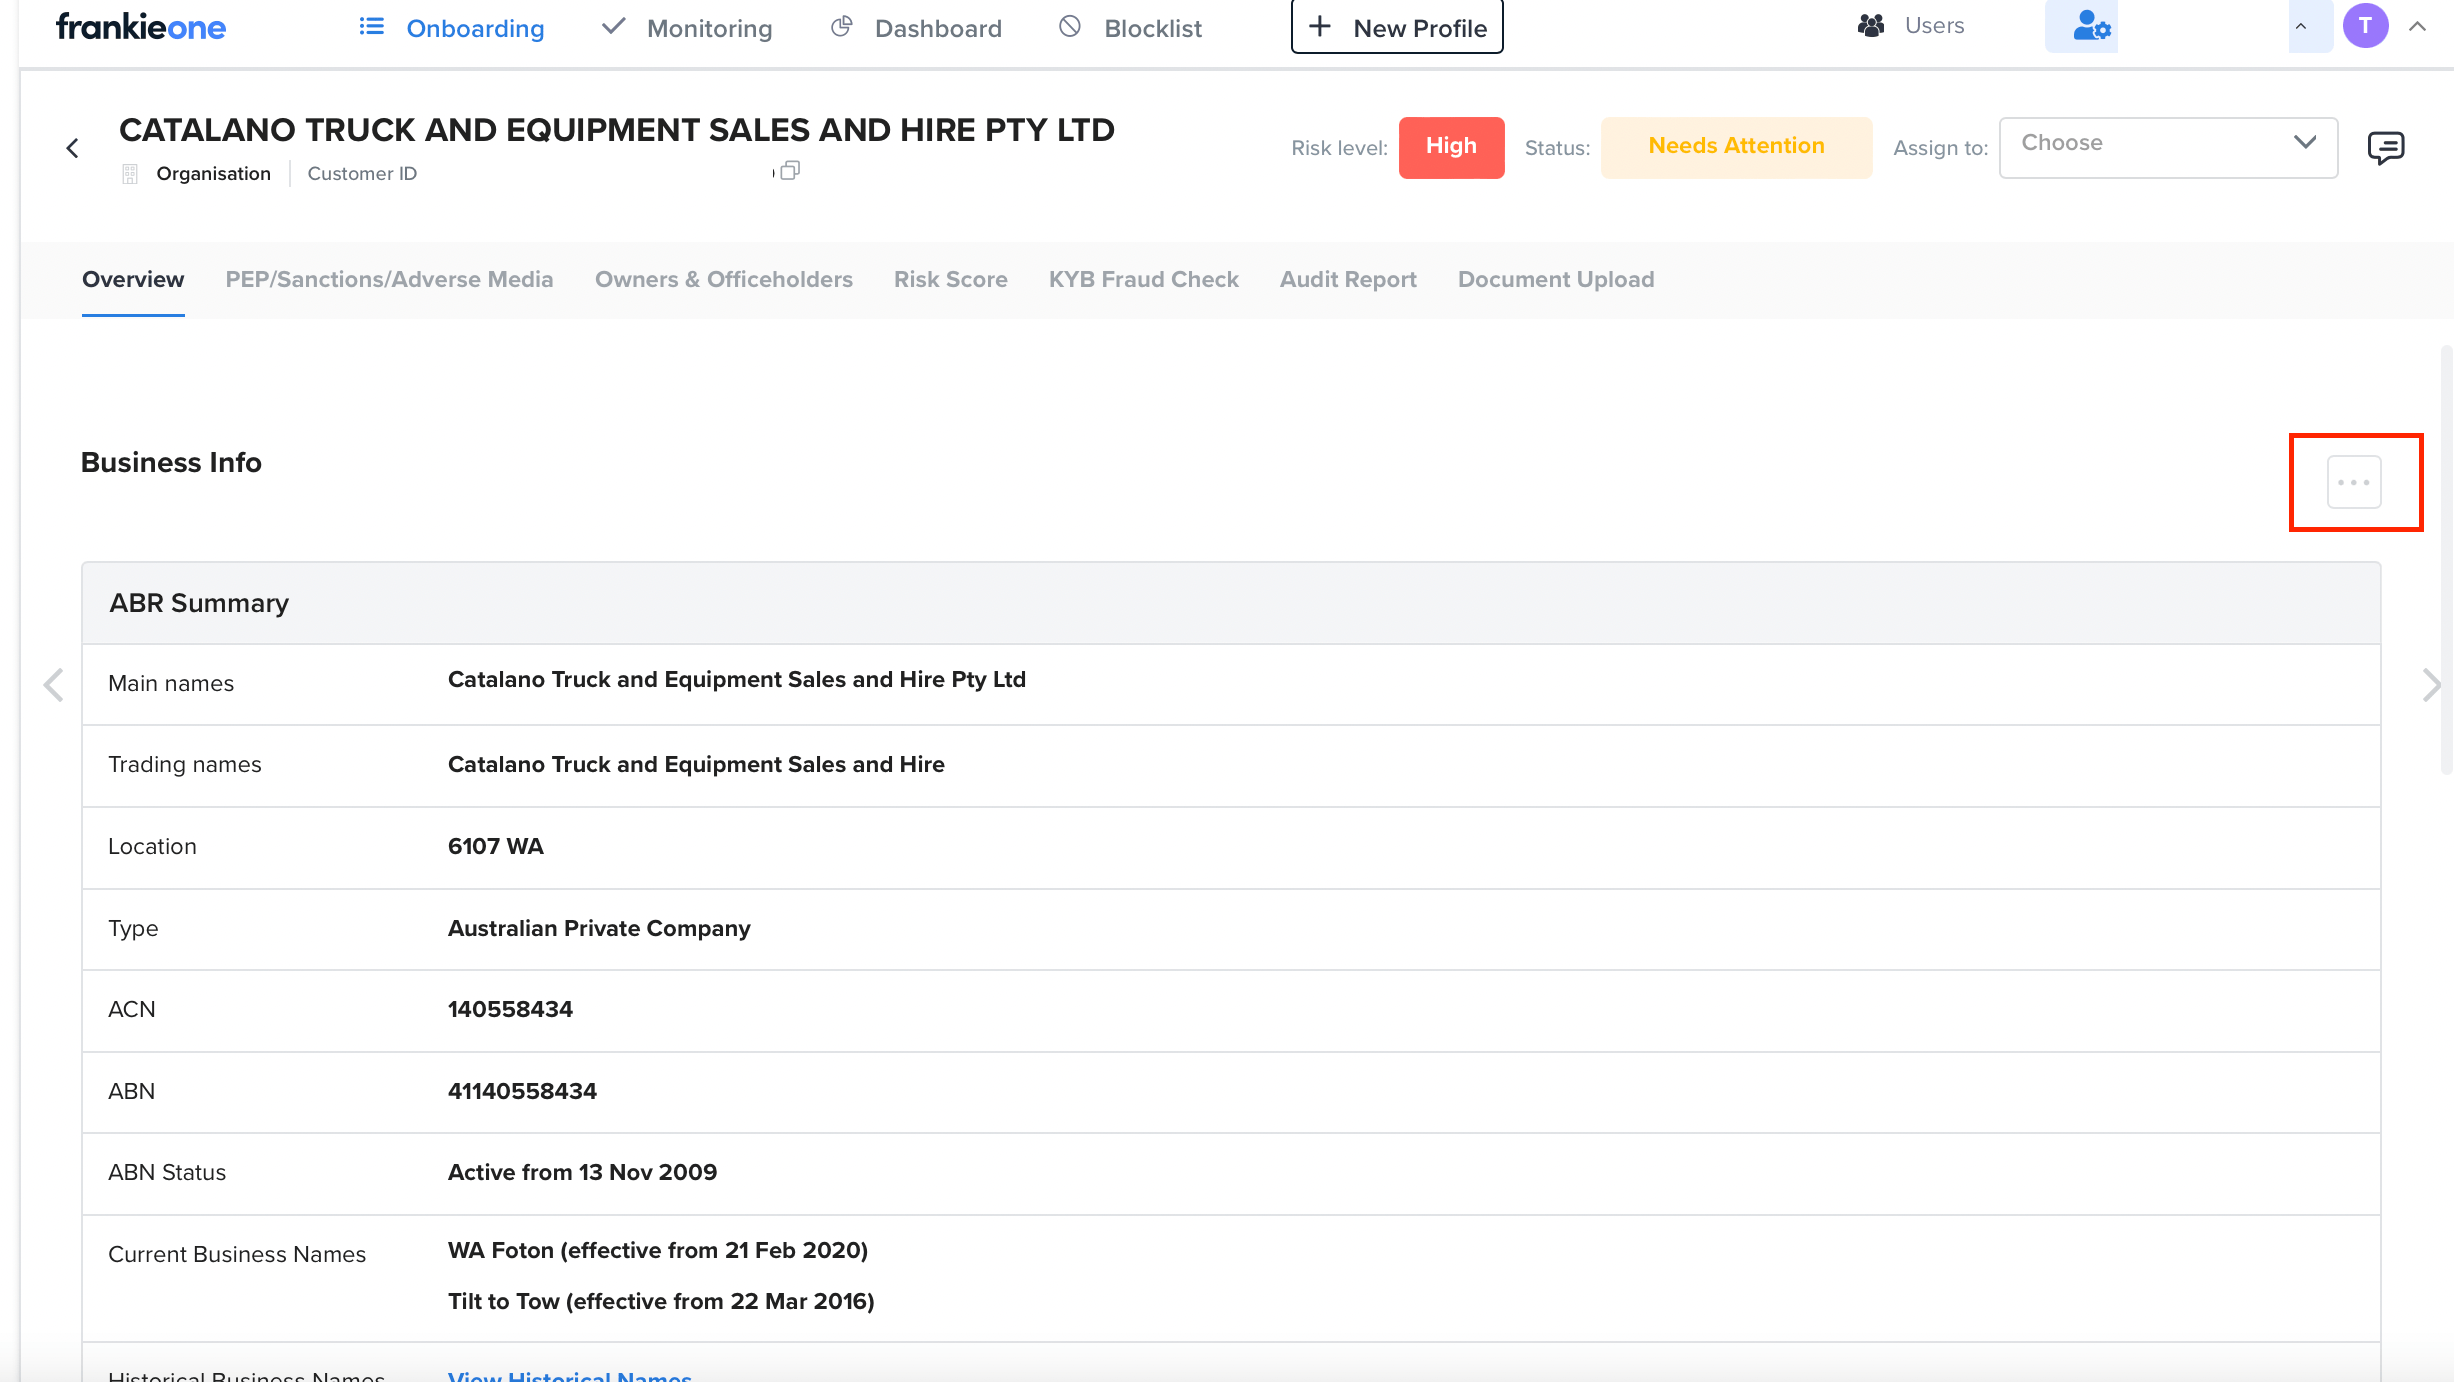 frankieone
Onboarding
Monitoring
Dashboard
Blocklist
New Profile
Users
T
CATALANO TRUCK AND EQUIPMENT SALES AND HIRE PTY LTD
Organisation
Customer ID
Risk level:
High
Status:
Needs Attention
Assign to:
Choose
Overview
PEP/Sanctions/Adverse Media
Owners & Officeholders
Risk Score
KYB Fraud Check
Audit Report
Document Upload
Business Info
ABR Summary
Main names
Catalano Truck and Equipment Sales and Hire Pty Ltd
Trading names
Catalano Truck and Equipment Sales and Hire
Location
6107 WA
Type
Australian Private Company
ACN
140558434
ABN
41140558434
ABN Status
Active from 13 Nov 2009
Current Business Names
WA Foton (effective from 21 Feb 2020)
Tilt to Tow (effective from 22 Mar 2016)
Historical Business Names
View Historical Names